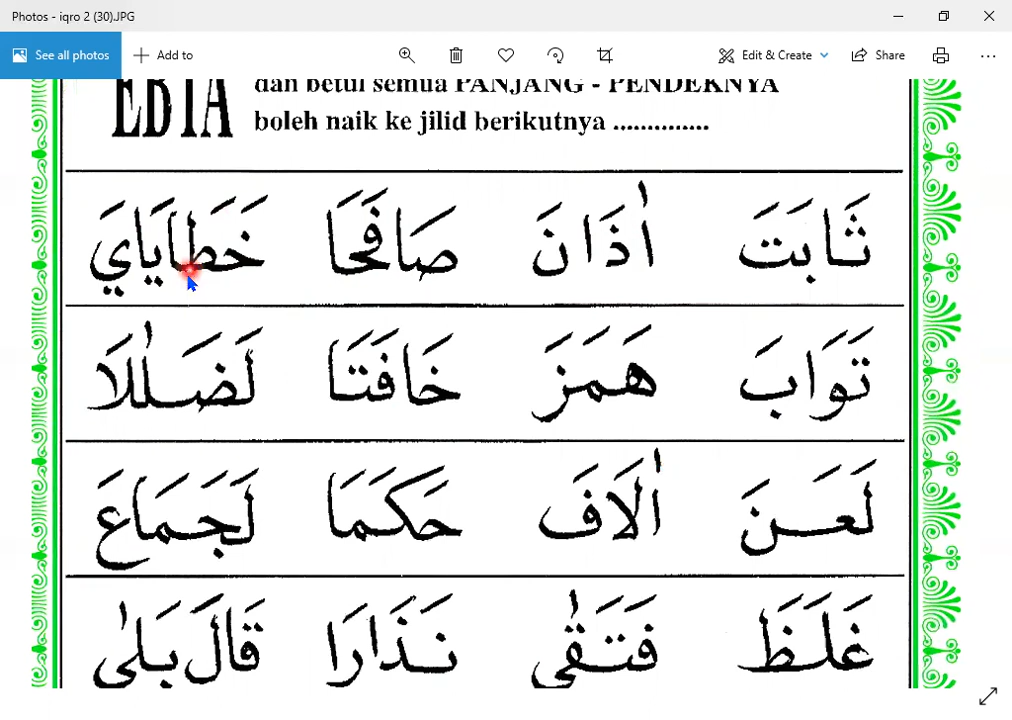 Photos - iqro 2 (30).JPG
See all photos
Add to
Edit & Create
Share
EBTA
dan betul semua PANJANG - PENDEKNYA
boleh naik ke jilid berikutnya ..............
ثَابَتَ اٰذَانَ صَافَحَا خَطَايَايَ
تَوَابَ هَمَزَ خَافَتَا لَضَلٰلَا
لَعَنَ اٰلَافَ حَكَمَا لَجَمَاعَ
غَلَظَ فَتَقٰى نَذَارَا قَالَ بَلٰى